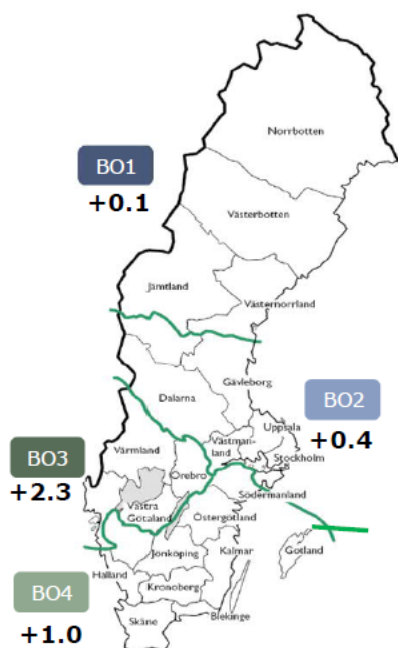 Norrbotten
BO1
+0.1
Västerbotten
Jämtland
Västernorrland
Gävleborg
Dalarna
BO2
+0.4
Uppsala
Västman-
land
Värmland
Stockholm
Örebro
BO3
+2.3
Södermanland
Västra
Götaland
Östergötland
Jönköping
Kalmar
Gotland
Halland
BO4
+1.0
Kronoberg
Skåne
Blekinge